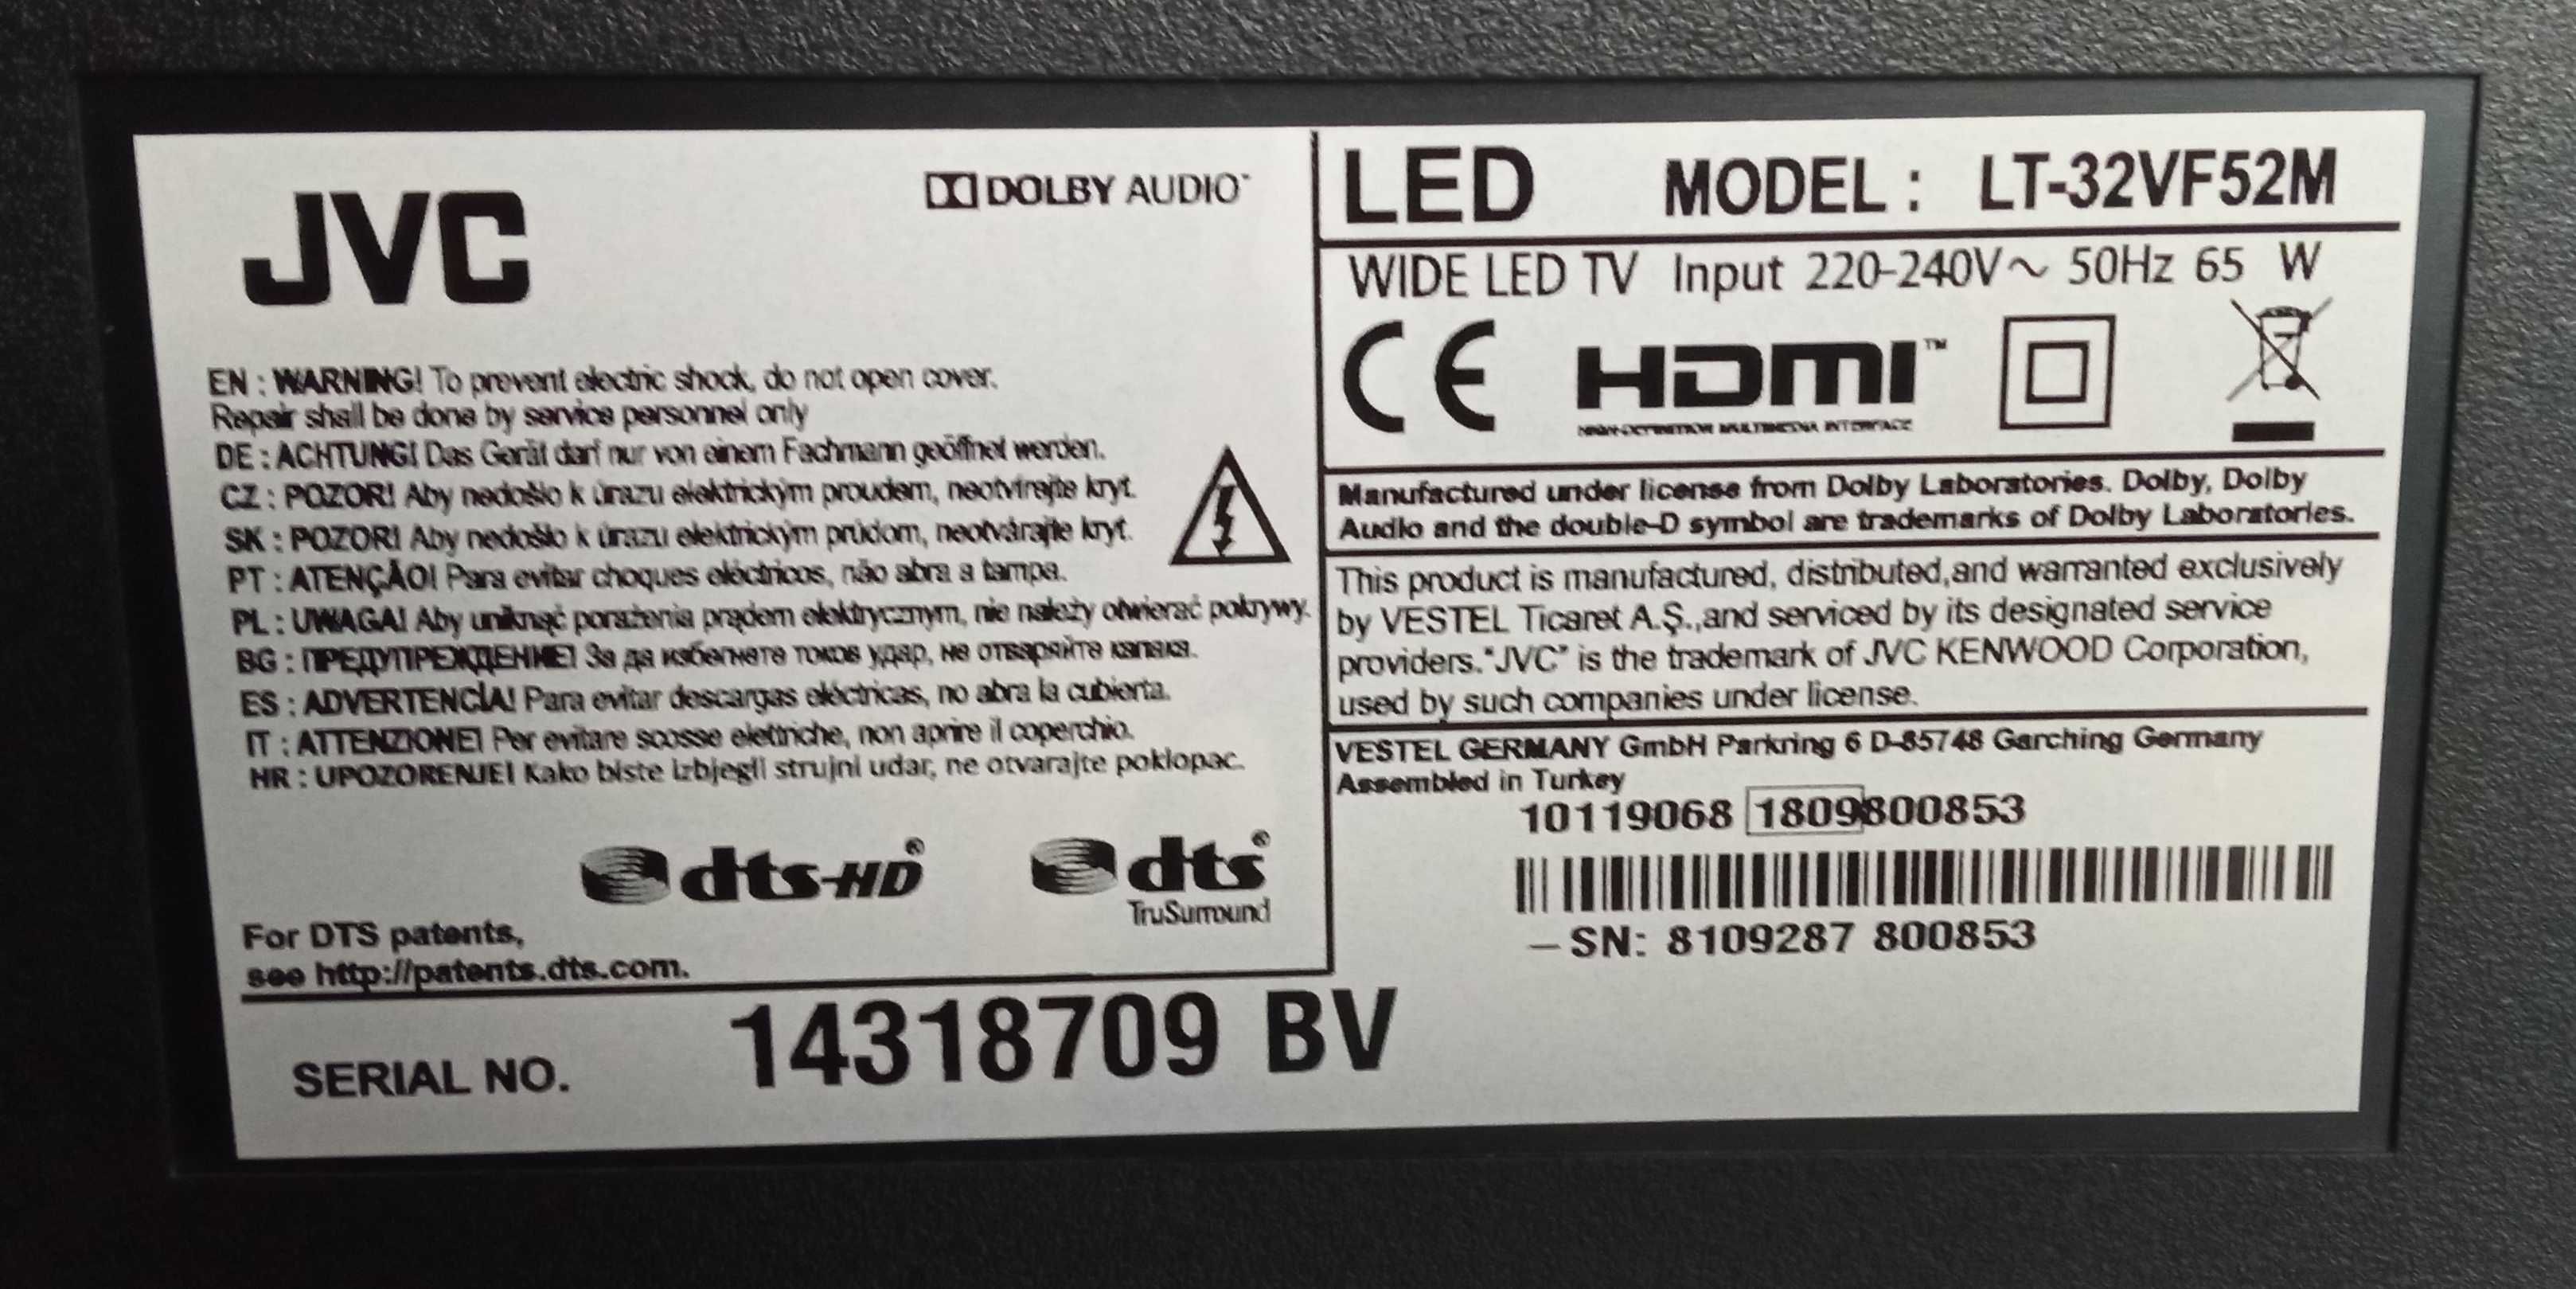 JVC
DOLBY AUDIO™
EN : WARNING! To prevent electric shock, do not open cover.
Repair shall be done by service personnel only
DE : ACHTUNG! Das Gerät darf nur von einem Fachmann geöffnet werden.
CZ : POZOR! Aby nedošlo k úrazu elektrickým proudem, neotvírejte kryt.
SK : POZOR! Aby nedošlo k úrazu elektrickým prúdom, neotvárajte kryt.
PT : ATENÇÃO! Para evitar choques eléctricos, não abra a tampa.
PL : UWAGA! Aby uniknąć porażenia prądem elektrycznym, nie należy otwierać pokrywy.
BG : ПРЕДУПРЕЖДЕНИЕ! За да избегнете токов удар, не отваряйте капака.
ES : ADVERTENCİA! Para evitar descargas eléctricas, no abra la cubierta.
IT : ATTENZIONE! Per evitare scosse elettriche, non aprire il coperchio.
HR : UPOZORENJE! Kako biste izbjegli strujni udar, ne otvarajte poklopac.
dts-HD®
dts®
TruSurround
For DTS patents,
see http://patents.dts.com.
LED MODEL : LT-32VF52M
WIDE LED TV Input 220-240V~ 50Hz 65 W
CE HDMI™
HIGH-DEFINITION MULTIMEDIA INTERFACE
Manufactured under license from Dolby Laboratories. Dolby, Dolby
Audio and the double-D symbol are trademarks of Dolby Laboratories.
This product is manufactured, distributed,and warranted exclusively
by VESTEL Ticaret A.Ş.,and serviced by its designated service
providers."JVC" is the trademark of JVC KENWOOD Corporation,
used by such companies under license.
VESTEL GERMANY GmbH Parkring 6 D-85748 Garching Germany
Assembled in Turkey
10119068 1809800853
–SN: 8109287 800853
SERIAL NO. 14318709 BV